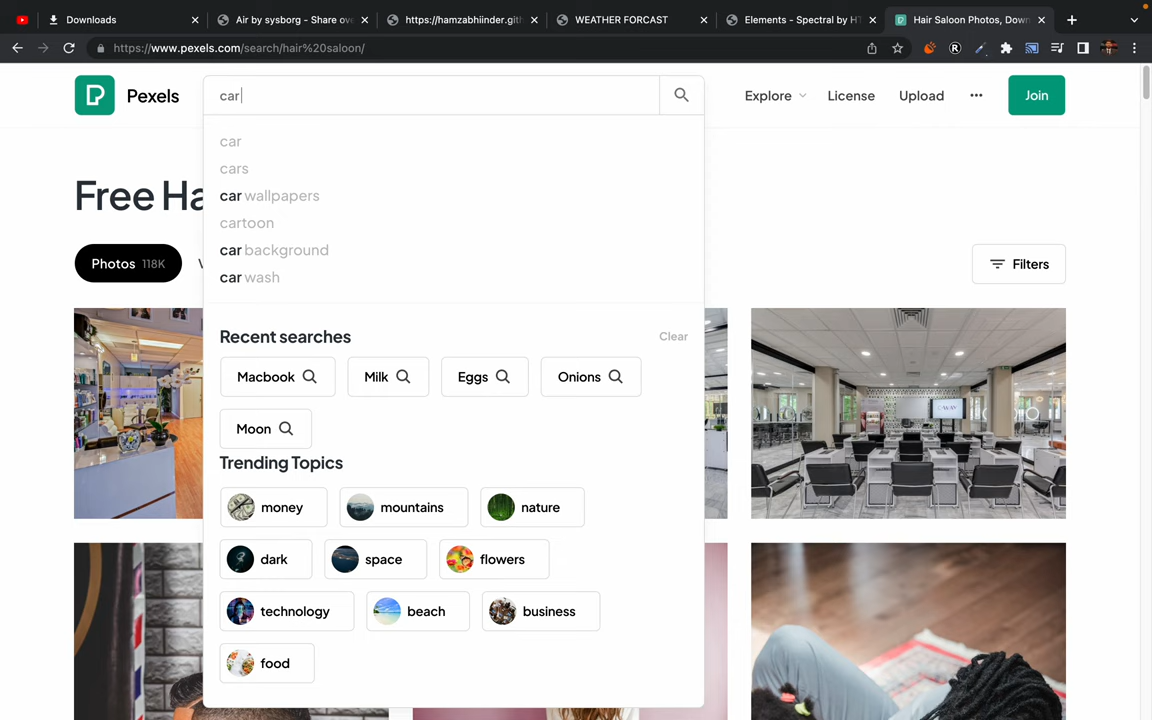 Downloads
Air by sysborg - Share ove
https://hamzabhiinder.gith
WEATHER FORCAST
Elements - Spectral by HT
Hair Saloon Photos, Down
https://www.pexels.com/search/hair%20saloon/
Pexels
car
Explore
License
Upload
Join
car
cars
car wallpapers
cartoon
car background
car wash
Free Ha
Photos 118K
Filters
Recent searches
Clear
Macbook
Milk
Eggs
Onions
Moon
Trending Topics
money
mountains
nature
dark
space
flowers
technology
beach
business
food